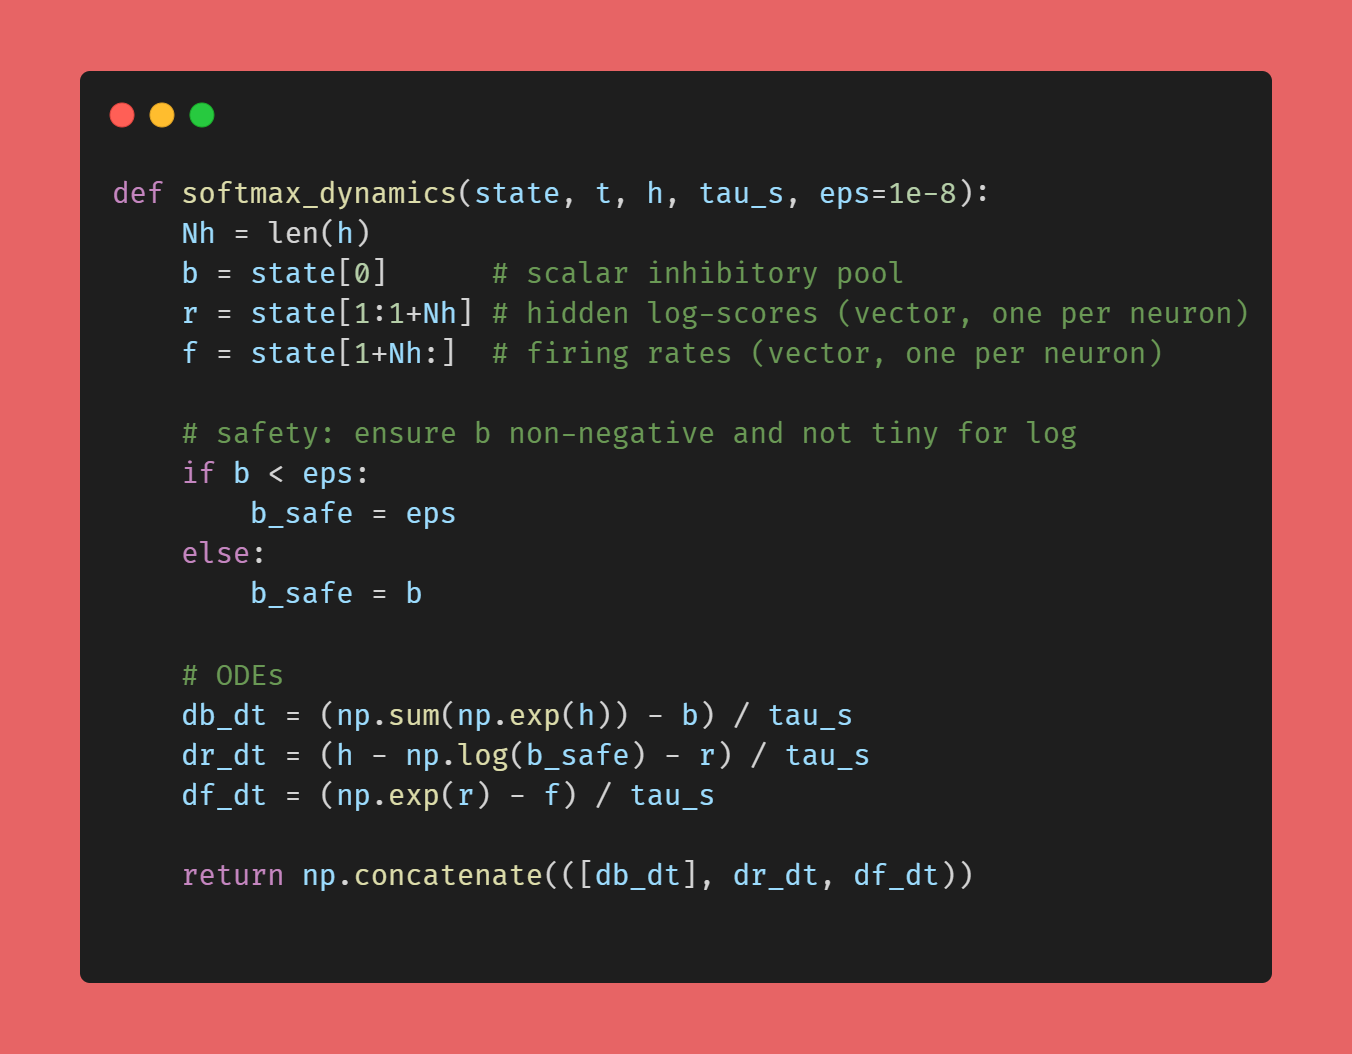 def softmax_dynamics(state, t, h, tau_s, eps=1e-8):
    Nh = len(h)
    b = state[0]      # scalar inhibitory pool
    r = state[1:1+Nh] # hidden log-scores (vector, one per neuron)
    f = state[1+Nh:]  # firing rates (vector, one per neuron)

    # safety: ensure b non-negative and not tiny for log
    if b < eps:
        b_safe = eps
    else:
        b_safe = b

    # ODEs
    db_dt = (np.sum(np.exp(h)) - b) / tau_s
    dr_dt = (h - np.log(b_safe) - r) / tau_s
    df_dt = (np.exp(r) - f) / tau_s

    return np.concatenate(([db_dt], dr_dt, df_dt))